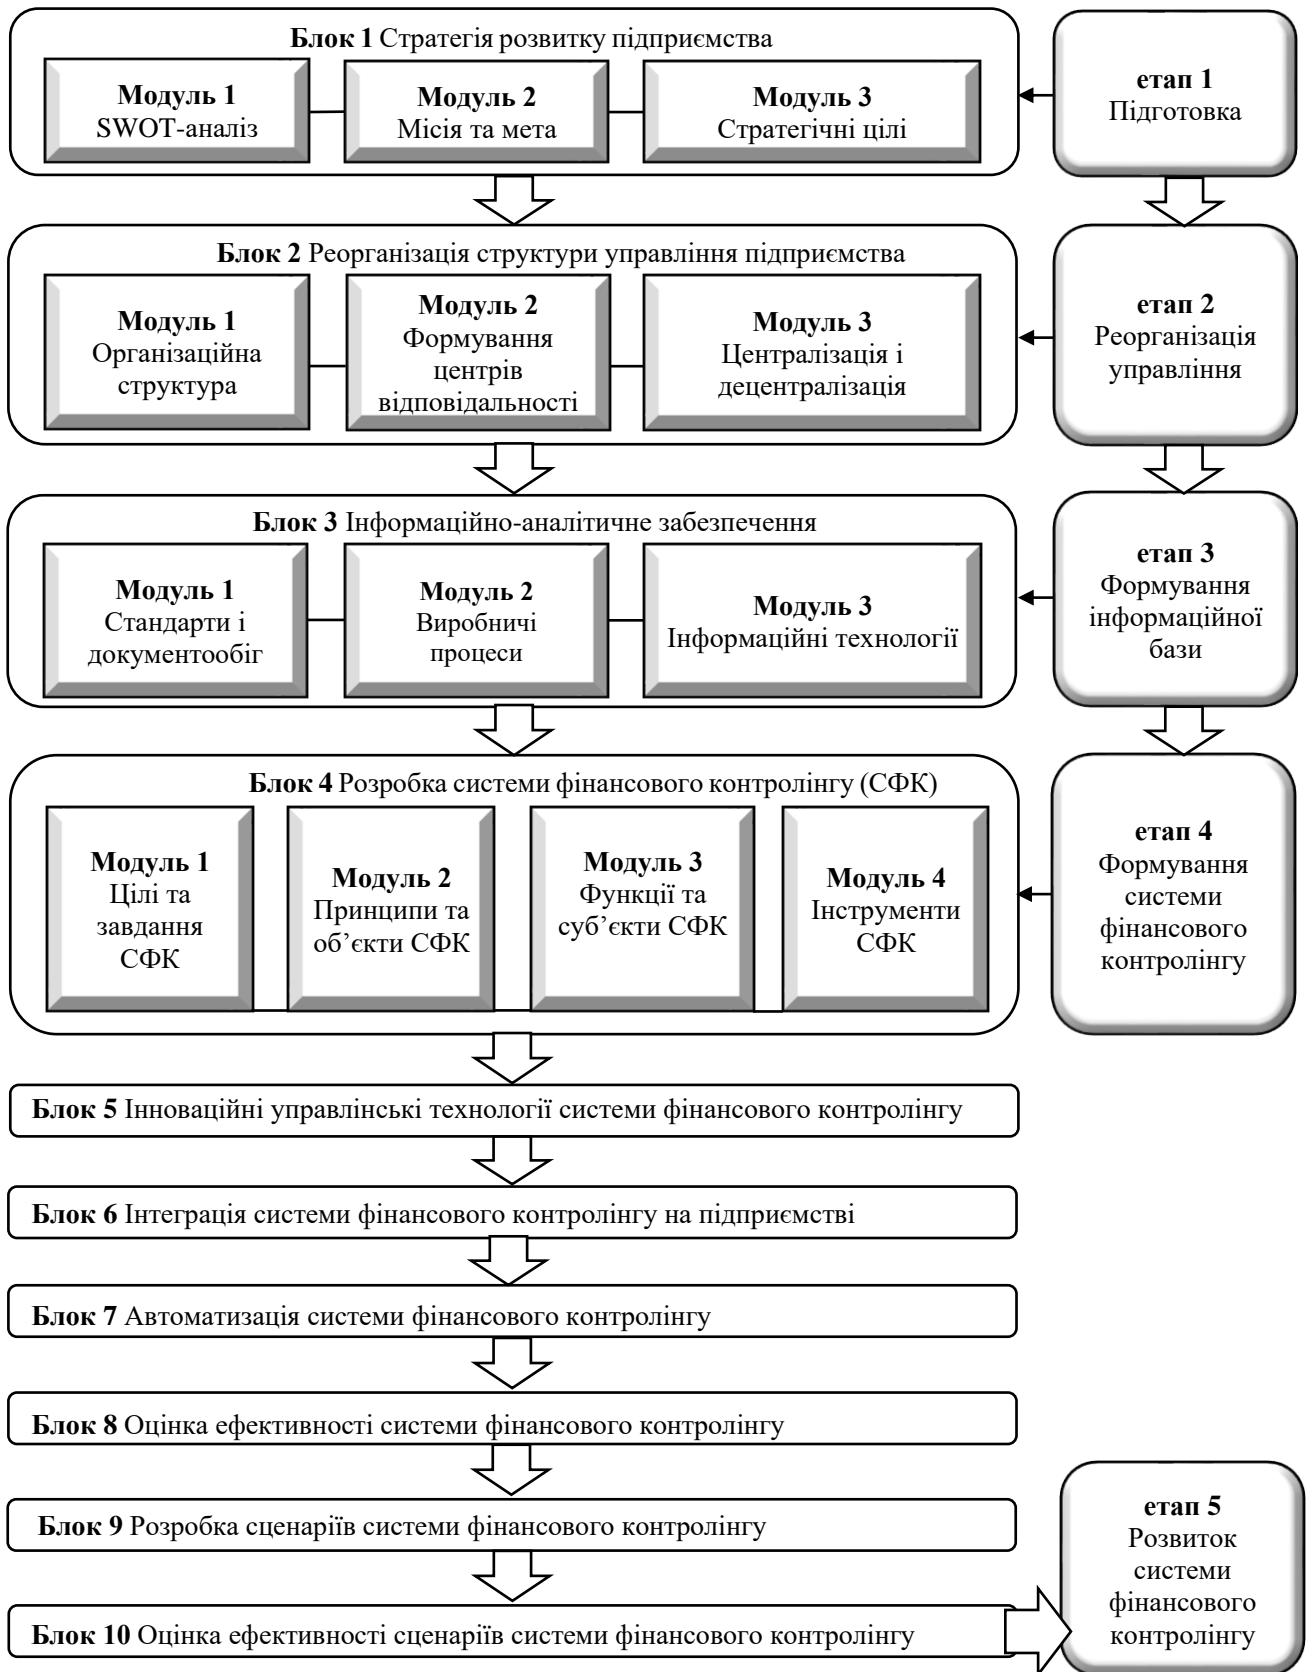 Блок 1 Стратегія розвитку підприємства
Модуль 1
SWOT-аналіз
Модуль 2
Місія та мета
Модуль 3
Стратегічні цілі
етап 1
Підготовка
Блок 2 Реорганізація структури управління підприємства
Модуль 1
Організаційна
структура
Модуль 2
Формування
центрів
відповідальності
Модуль 3
Централізація і
децентралізація
етап 2
Реорганізація
управління
Блок 3 Інформаційно-аналітичне забезпечення
Модуль 1
Стандарти і
документообіг
Модуль 2
Виробничі
процеси
Модуль 3
Інформаційні технології
етап 3
Формування
інформаційної
бази
Блок 4 Розробка системи фінансового контролінгу (СФК)
Модуль 1
Цілі та
завдання
СФК
Модуль 2
Принципи та
об’єкти СФК
Модуль 3
Функції та
суб’єкти СФК
Модуль 4
Інструменти
СФК
етап 4
Формування
системи
фінансового
контролінгу
Блок 5 Інноваційні управлінські технології системи фінансового контролінгу
Блок 6 Інтеграція системи фінансового контролінгу на підприємстві
Блок 7 Автоматизація системи фінансового контролінгу
Блок 8 Оцінка ефективності системи фінансового контролінгу
Блок 9 Розробка сценаріїв системи фінансового контролінгу
Блок 10 Оцінка ефективності сценаріїв системи фінансового контролінгу
етап 5
Розвиток
системи
фінансового
контролінгу